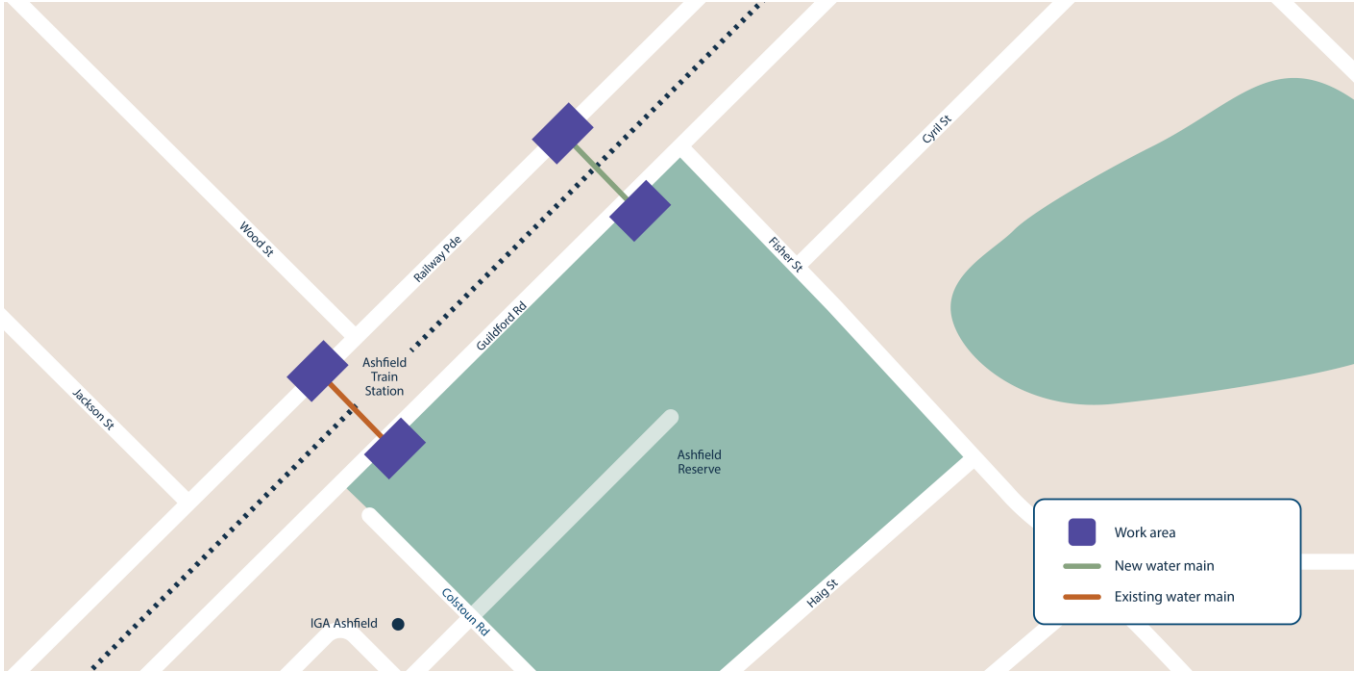 Cyril St
Wood St
Fisher St
Railway Pde
Guildford Rd
Ashfield
Train
Station
Jackson St
Ashfield
Reserve
Work area
New water main
Existing water main
Haig St
Colstoun Rd
IGA Ashfield